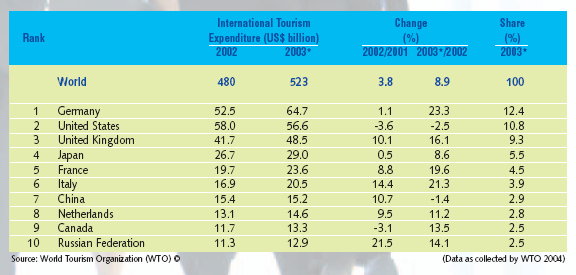 Rank International Tourism Expenditure (US$ billion) Change (%) Share (%)
2002 2003* 2002/2001 2003*/2002 2003*
World 480 523 3.8 8.9 100
1 Germany 52.5 64.7 1.1 23.3 12.4
2 United States 58.0 56.6 -3.6 -2.5 10.8
3 United Kingdom 41.7 48.5 10.1 16.1 9.3
4 Japan 26.7 29.0 0.5 8.6 5.5
5 France 19.7 23.6 8.8 19.6 4.5
6 Italy 16.9 20.5 14.4 21.3 3.9
7 China 15.4 15.2 10.7 -1.4 2.9
8 Netherlands 13.1 14.6 9.5 11.2 2.8
9 Canada 11.7 13.3 -3.1 13.5 2.5
10 Russian Federation 11.3 12.9 21.5 14.1 2.5
Source: World Tourism Organization (WTO) © (Data as collected by WTO 2004)